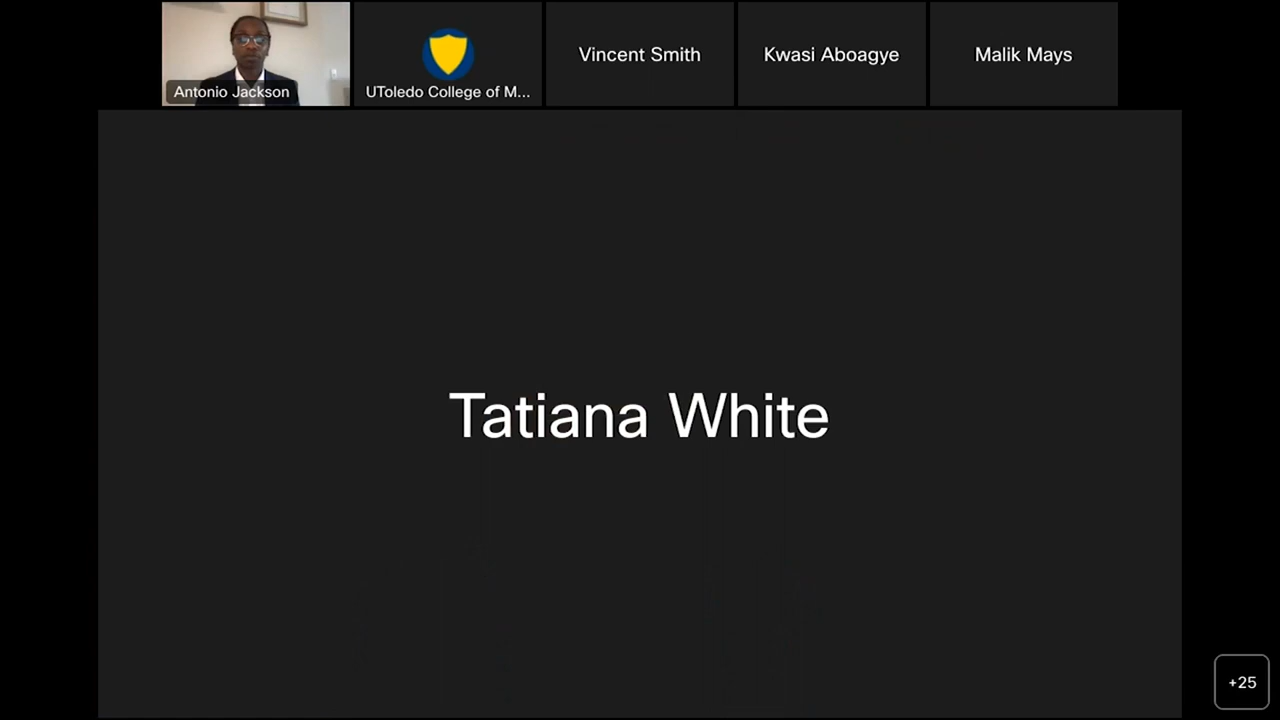 Antonio Jackson
UToledo College of M...
Vincent Smith
Kwasi Aboagye
Malik Mays
Tatiana White
+25